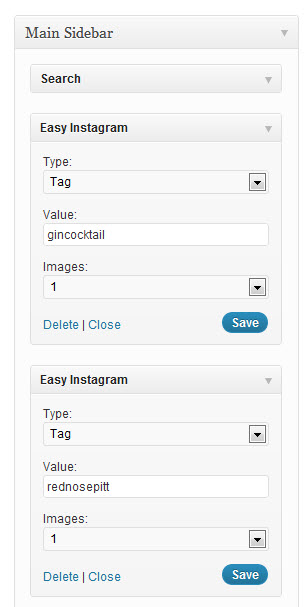 Main Sidebar
Search
Easy Instagram
Type:
Tag
Value:
gincocktail
Images:
1
Delete | Close Save
Easy Instagram
Type:
Tag
Value:
rednosepitt
Images:
1
Delete | Close Save